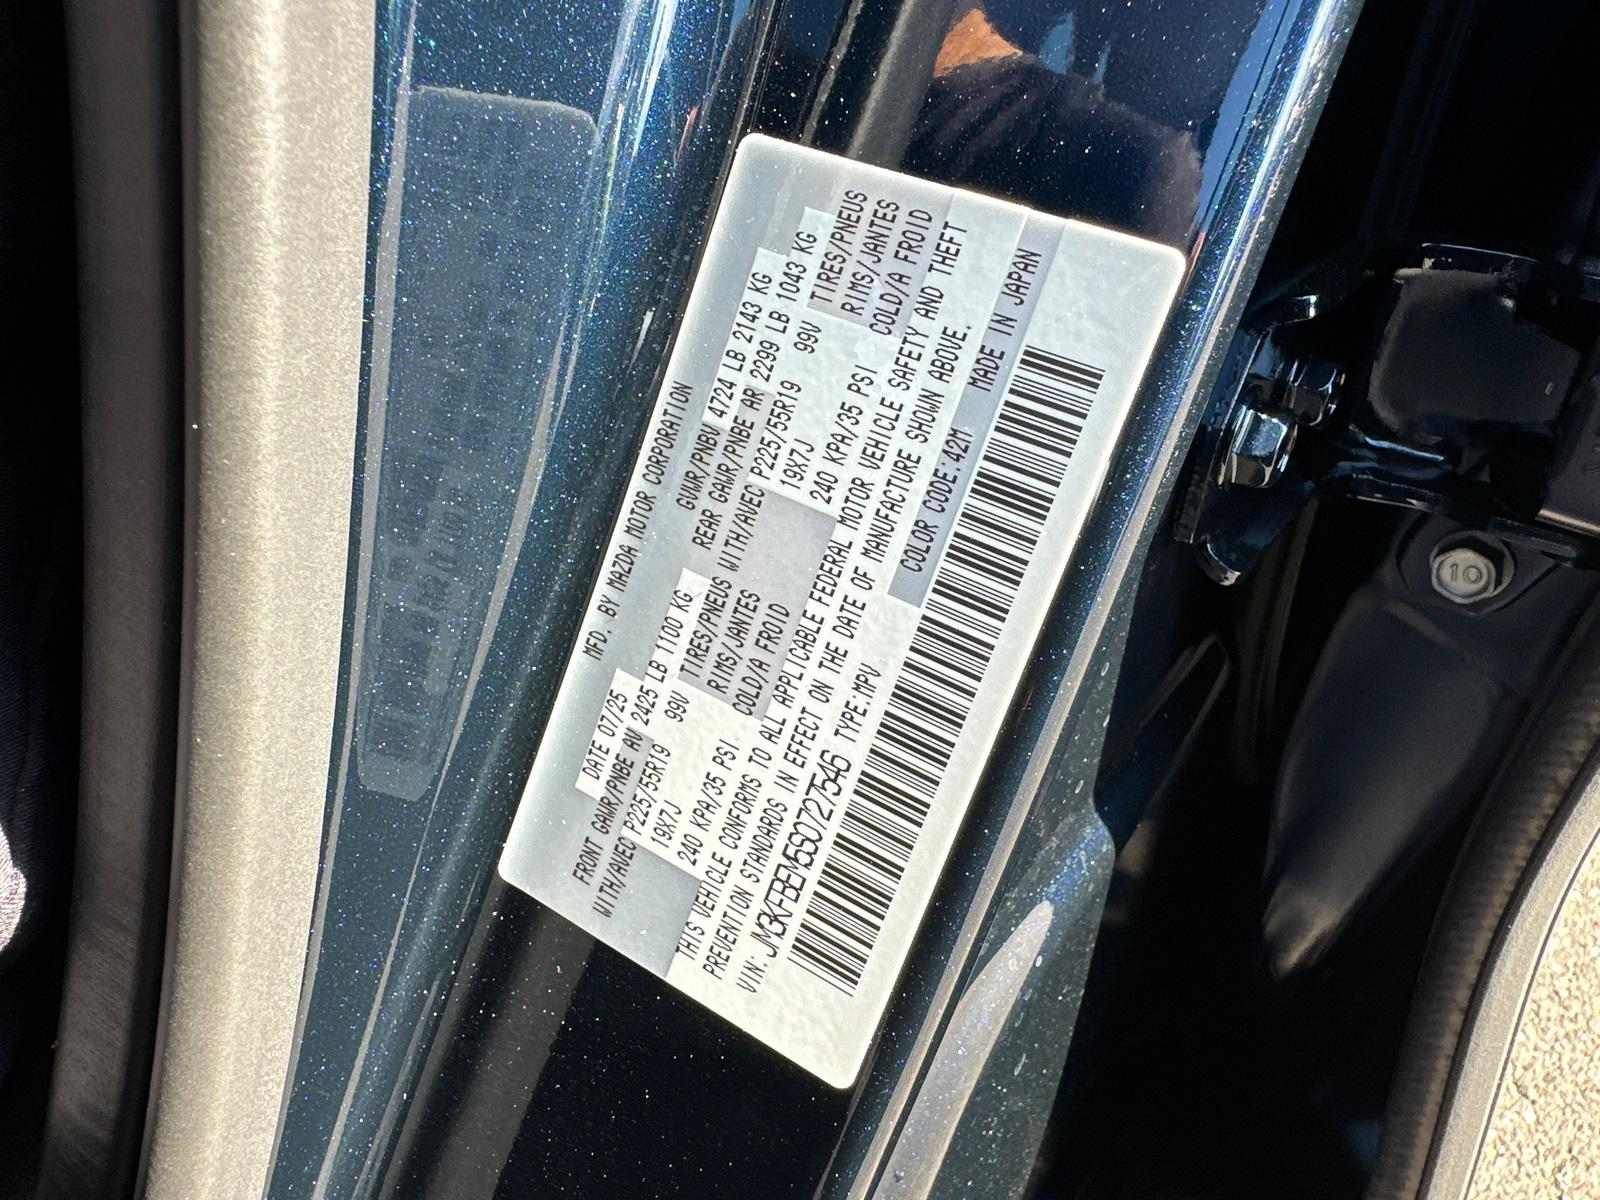 MFD. BY MAZDA MOTOR CORPORATION
DATE 07/25 GVWR/PNBV 4724 LB 2143 KG
FRONT GAWR/PNBE AV 2425 LB 1100 KG REAR GAWR/PNBE AR 2299 LB 1043 KG
WITH/AVEC P225/55R19 99V TIRES/PNEUS WITH/AVEC P225/55R19 99V TIRES/PNEUS
19X7J RIMS/JANTES 19X7J RIMS/JANTES
240 KPA/35 PSI COLD/A FROID 240 KPA/35 PSI COLD/A FROID
THIS VEHICLE CONFORMS TO ALL APPLICABLE FEDERAL MOTOR VEHICLE SAFETY AND THEFT
PREVENTION STANDARDS IN EFFECT ON THE DATE OF MANUFACTURE SHOWN ABOVE.
VIN: JM3KFBEM5S0727546 TYPE:MPV COLOR CODE:42M MADE IN JAPAN
10